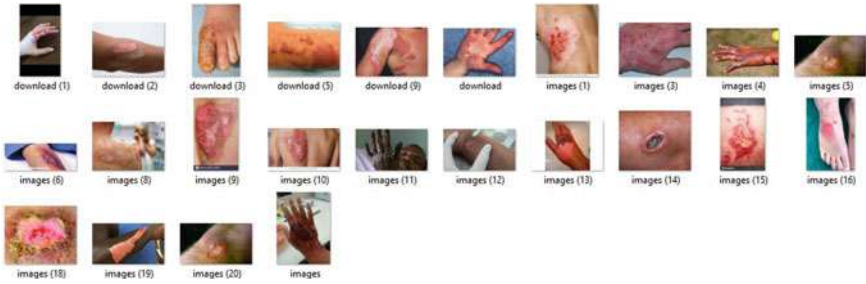 download (1) download (2) download (3) download (5) download (9) download images (1) images (3) images (4) images (5)
images (6) images (8) images (9) images (10) images (11) images (12) images (13) images (14) images (15) images (16)
images (18) images (19) images (20) images